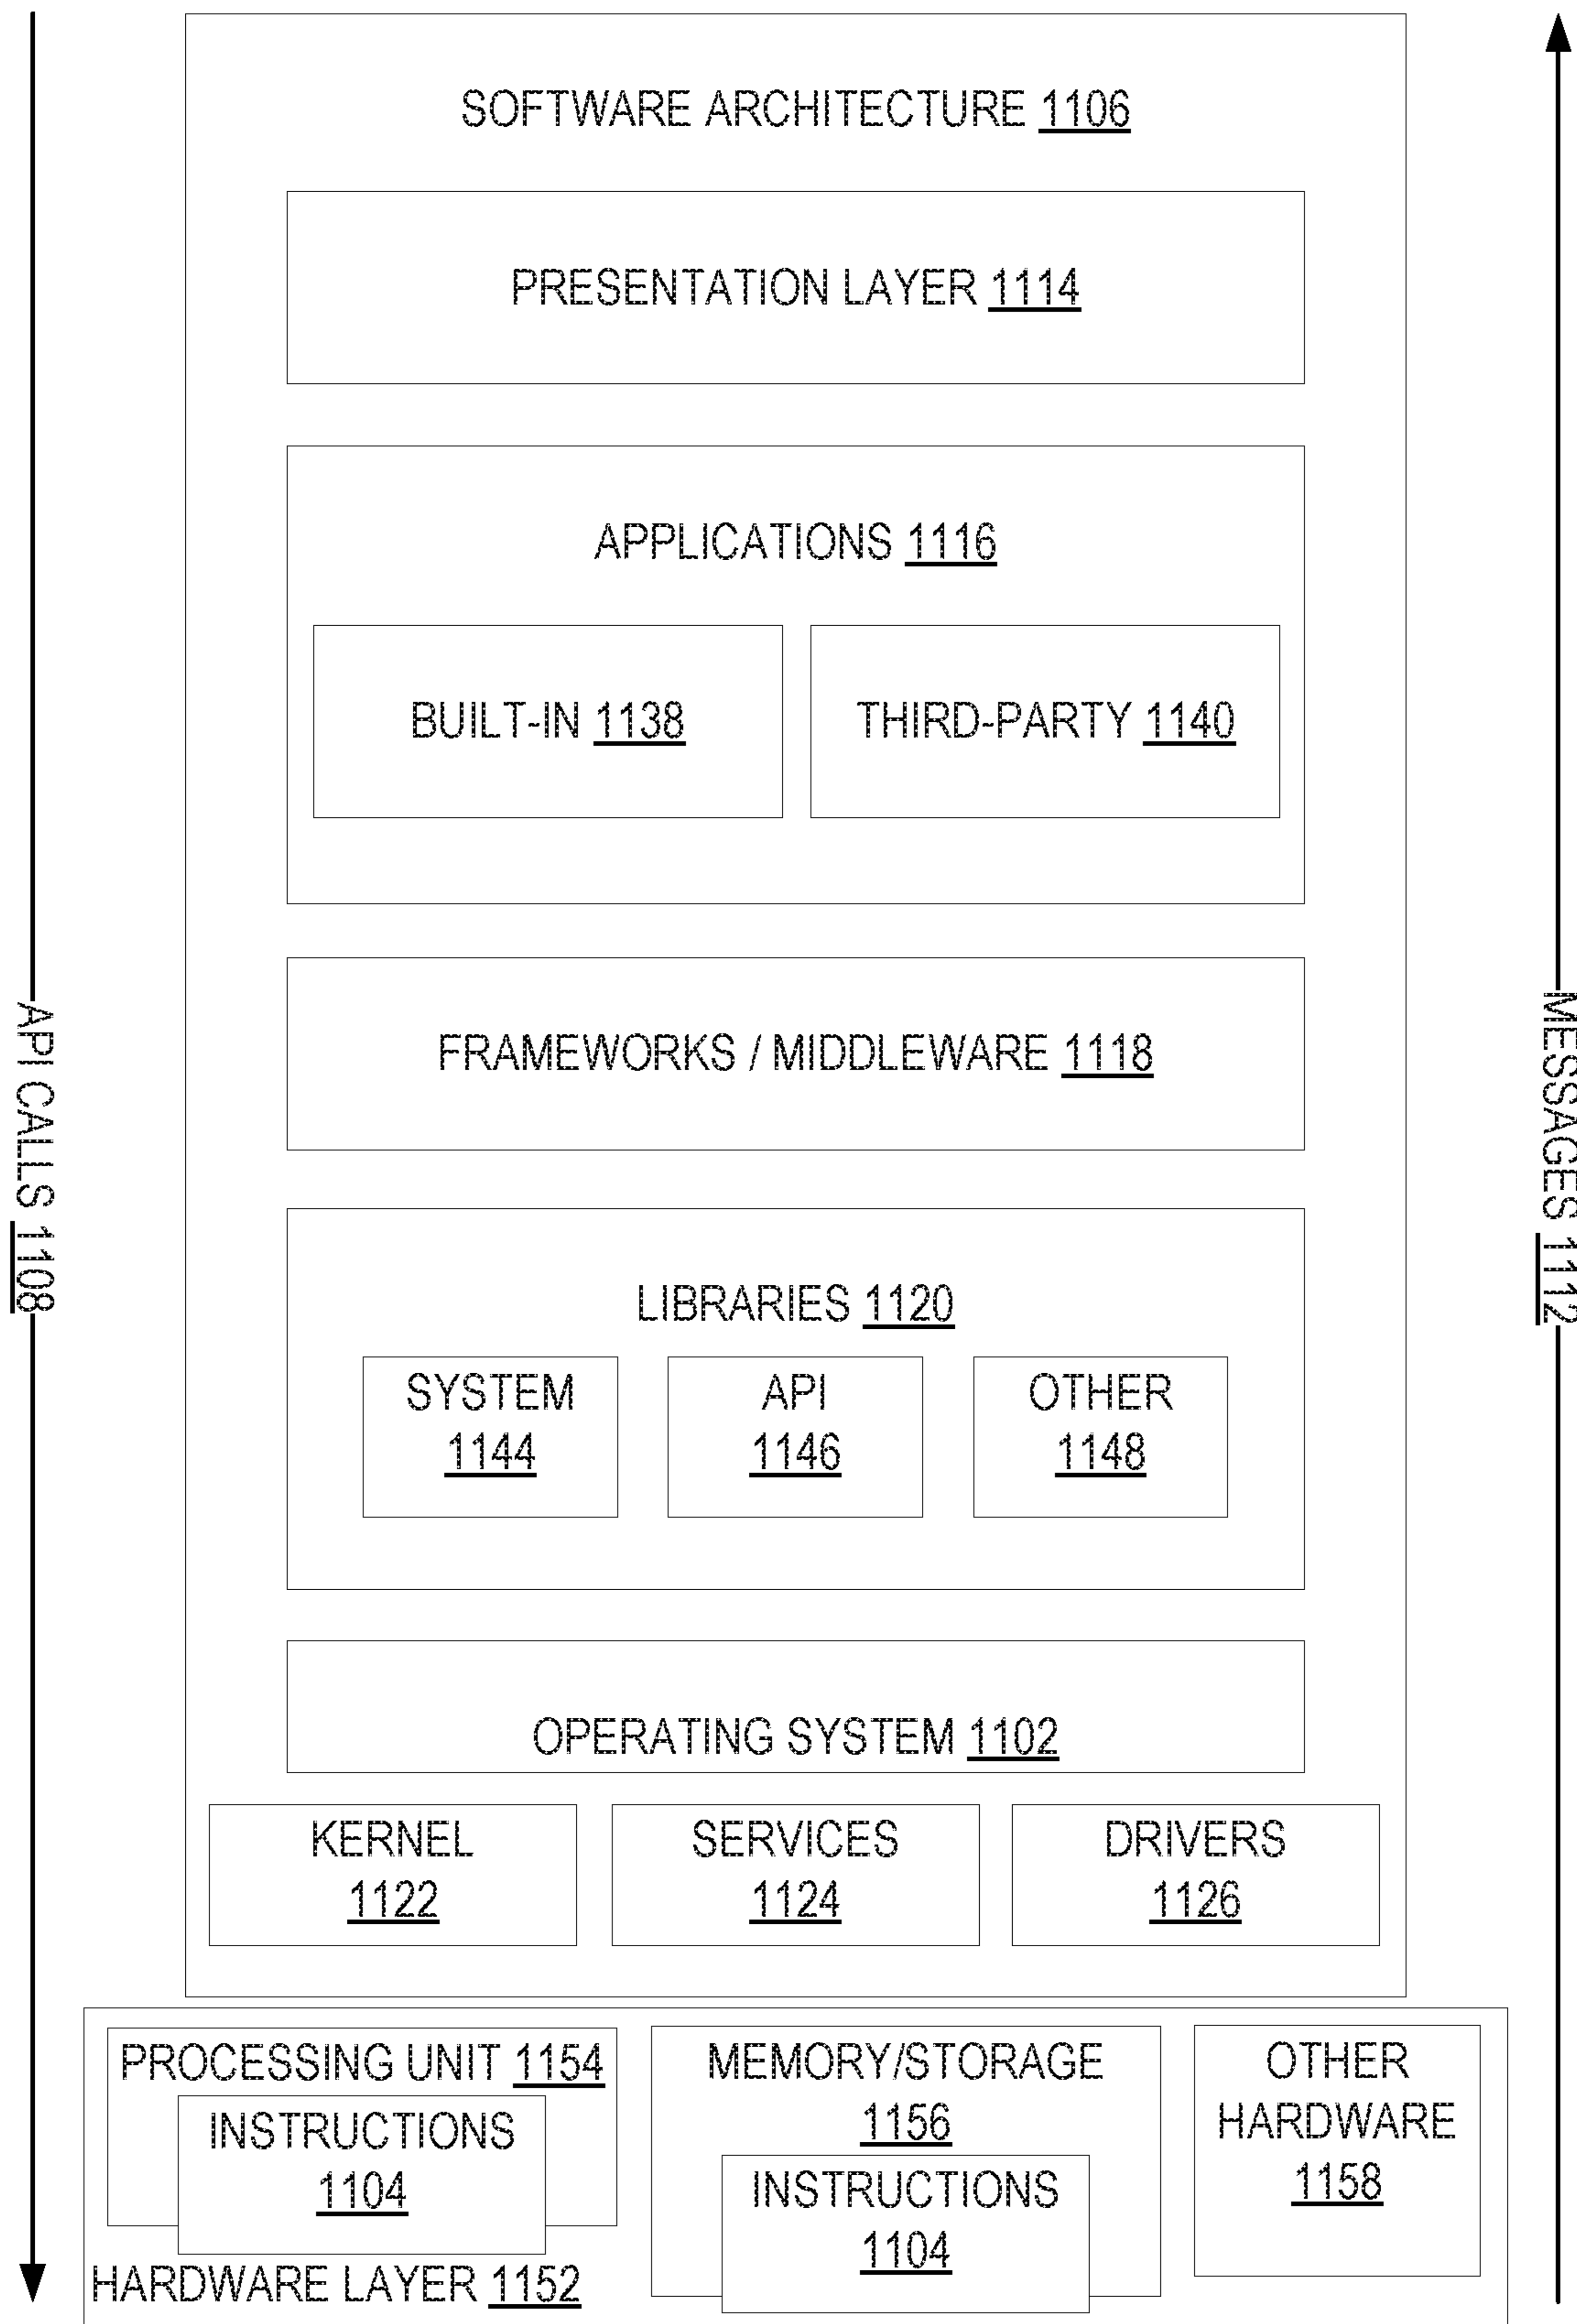 SOFTWARE ARCHITECTURE 1106
PRESENTATION LAYER 1114
APPLICATIONS 1116
BUILT-IN 1138
THIRD-PARTY 1140
FRAMEWORKS / MIDDLEWARE 1118
API CALLS 1108
MESSAGES 1112
LIBRARIES 1120
SYSTEM
1144
API
1146
OTHER
1148
OPERATING SYSTEM 1102
KERNEL
1122
SERVICES
1124
DRIVERS
1126
PROCESSING UNIT 1154
INSTRUCTIONS
1104
MEMORY/STORAGE
1156
INSTRUCTIONS
1104
OTHER
HARDWARE
1158
HARDWARE LAYER 1152